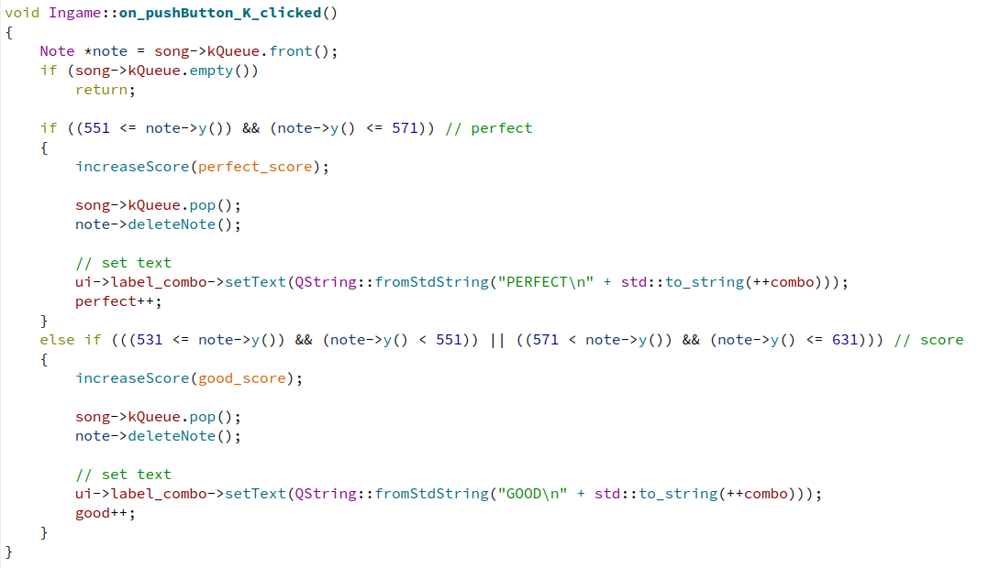 void Ingame::on_pushButton_K_clicked()
{
    Note *note = song->kQueue.front();
    if (song->kQueue.empty())
        return;

    if ((551 <= note->y()) && (note->y() <= 571)) // perfect
    {
        increaseScore(perfect_score);

        song->kQueue.pop();
        note->deleteNote();

        // set text
        ui->label_combo->setText(QString::fromStdString("PERFECT\n" + std::to_string(++combo)));
        perfect++;
    }
    else if (((531 <= note->y()) && (note->y() < 551)) || ((571 < note->y()) && (note->y() <= 631))) // score
    {
        increaseScore(good_score);

        song->kQueue.pop();
        note->deleteNote();

        // set text
        ui->label_combo->setText(QString::fromStdString("GOOD\n" + std::to_string(++combo)));
        good++;
    }
}